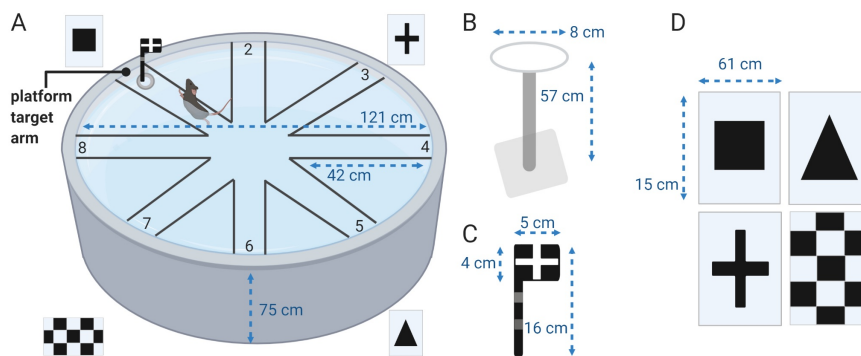 A
B
D
2
3
platform
target
arm
8
121 cm
4
42 cm
7
5
6
75 cm
8 cm
57 cm
C
5 cm
4 cm
16 cm
61 cm
15 cm